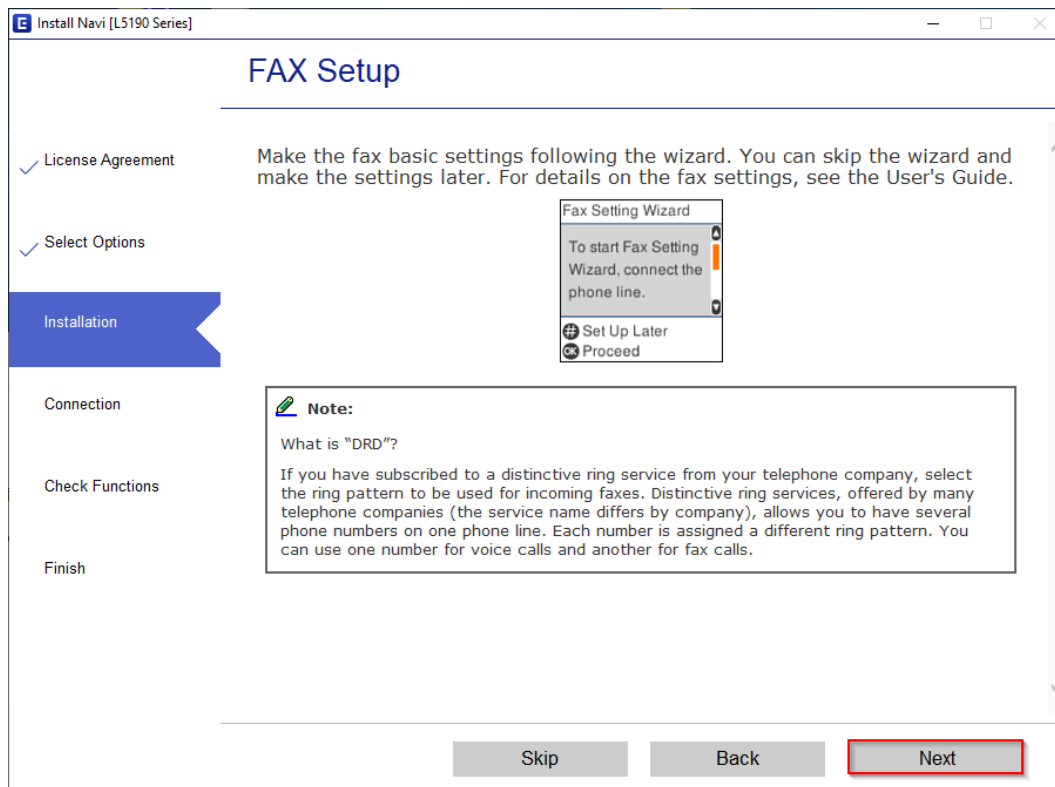 E Install Navi [L5190 Series]
FAX Setup
License Agreement
Select Options
Installation
Connection
Check Functions
Finish
Make the fax basic settings following the wizard. You can skip the wizard and
make the settings later. For details on the fax settings, see the User's Guide.
Fax Setting Wizard
To start Fax Setting
Wizard, connect the
phone line.
# Set Up Later
OK Proceed
Note:
What is “DRD”?
If you have subscribed to a distinctive ring service from your telephone company, select
the ring pattern to be used for incoming faxes. Distinctive ring services, offered by many
telephone companies (the service name differs by company), allows you to have several
phone numbers on one phone line. Each number is assigned a different ring pattern. You
can use one number for voice calls and another for fax calls.
Skip
Back
Next